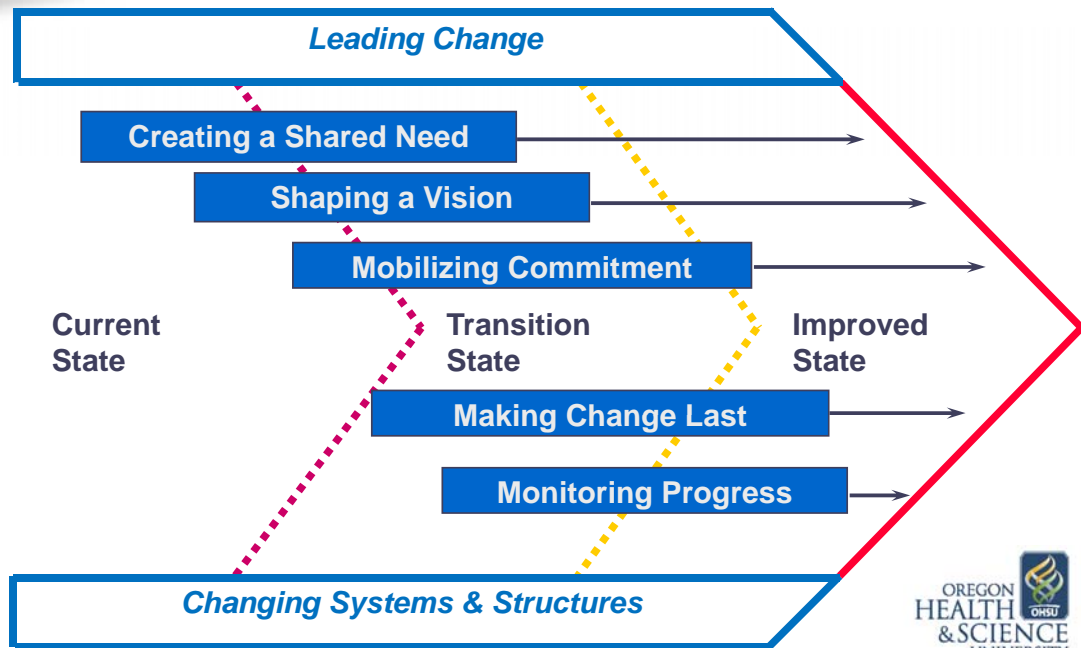 Leading Change
Creating a Shared Need
Shaping a Vision
Mobilizing Commitment
Current
State
Transition
State
Improved
State
Making Change Last
Monitoring Progress
Changing Systems & Structures
OREGON
HEALTH
OHSU
& SCIENCE
UNIVERSITY